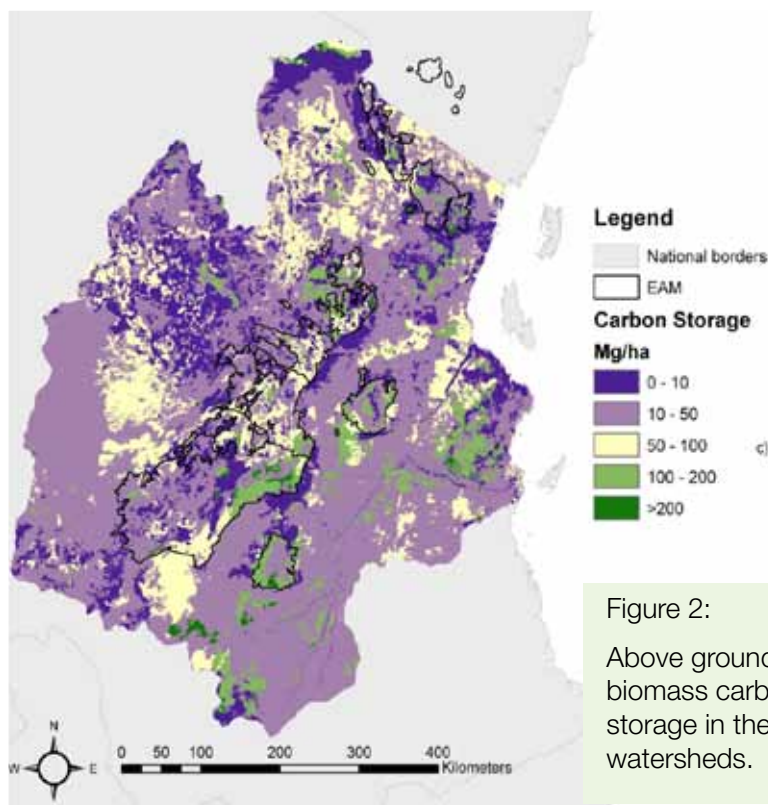 Legend
National borders
EAM
Carbon Storage
Mg/ha
0 - 10
10 - 50
50 - 100
c)
100 - 200
>200
Figure 2:
Above ground
biomass carb
storage in the
watersheds.
N
W
E
S
0 50 100 200 300 400
Kilometers